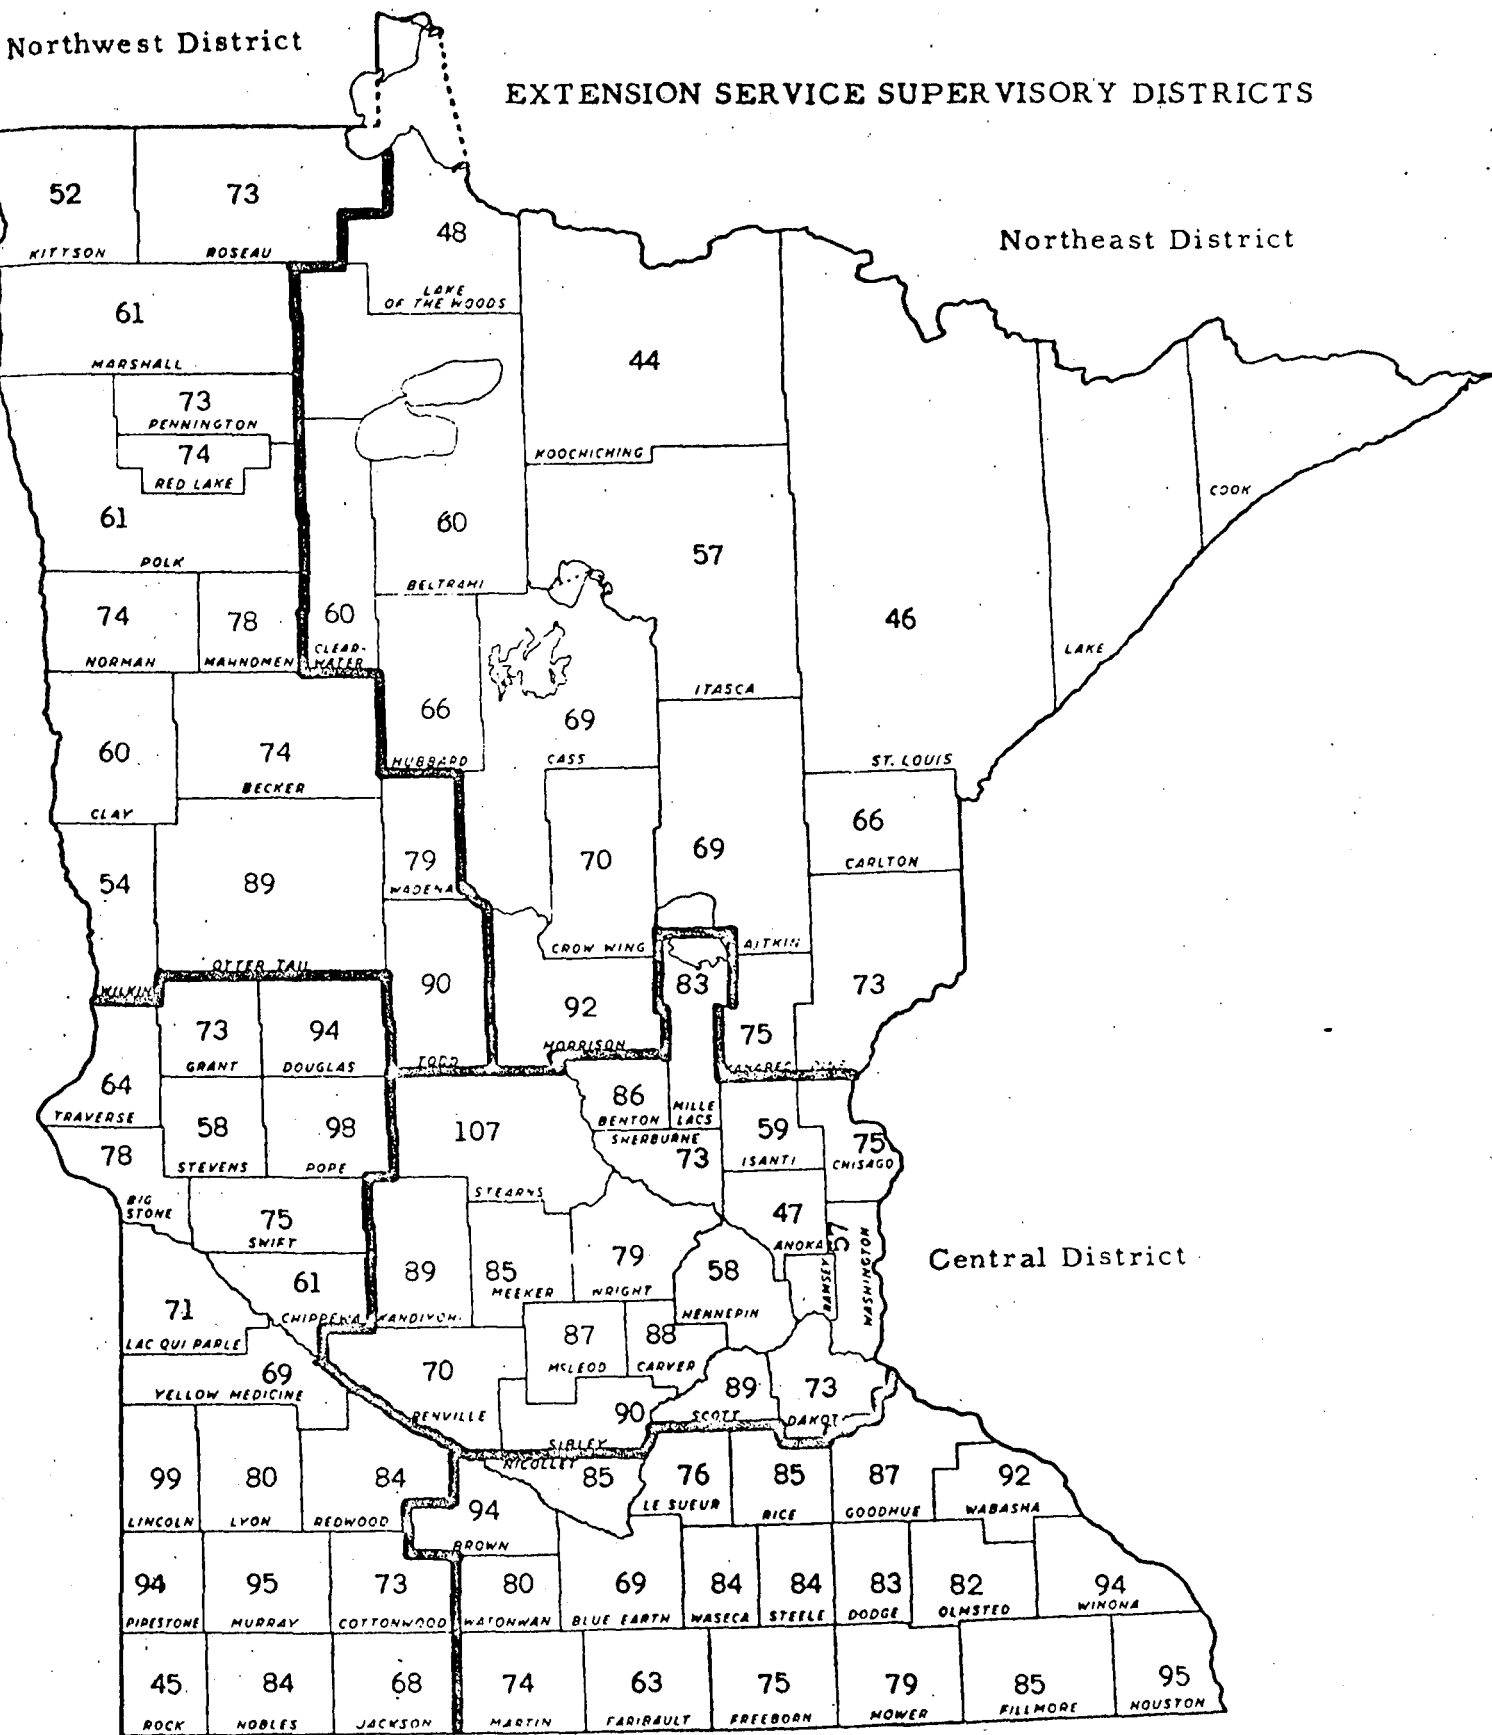 Northwest District
EXTENSION SERVICE SUPERVISORY DISTRICTS
52
73
48
Northeast District
KITTSON
ROSEAU
LAKE
OF THE WOODS
61
44
MARSHALL
73
PENNINGTON
74
KOOCHICHING
RED LAKE
COOK
61
60
57
POLK
BELTRAMI
74
78
60
46
CLEAR-
WATER
NORMAN
MAHNOMEN
LAKE
ITASCA
66
69
60
74
HUBBARD
CASS
ST. LOUIS
BECKER
CLAY
66
79
70
69
CARLTON
54
89
WADENA
CROW WING
AITKIN
OTTER TAIL
WILKIN
90
83
73
92
73
94
75
MORRISON
GRANT
DOUGLAS
TODD
64
86
MILLE
LACS
TRAVERSE
BENTON
58
98
107
59
SHERBURNE
75
78
73
ISANTI
CHISAGO
STEVENS
POPE
BIG
STONE
STEARNS
75
47
SWIFT
ANOKA
57
RAMSEY
WASHINGTON
Central District
61
89
85
79
58
MEEKER
WRIGHT
71
CHIPPEWA
KANDIYOHI
HENNEPIN
LAC QUI PARLE
87
88
MCLEOD
CARVER
69
70
YELLOW MEDICINE
89
73
RENVILLE
90
SCOTT
DAKOTA
SIBLEY
NICOLLET
99
80
84
85
76
85
87
92
LE SUEUR
RICE
GOODHUE
WABASHA
LINCOLN
LYON
REDWOOD
94
BROWN
94
95
73
80
69
84
84
83
82
94
PIPESTONE
MURRAY
COTTONWOOD
WATONWAN
BLUE EARTH
WASECA
STEELE
DODGE
OLMSTED
WINONA
45
84
68
74
63
75
79
85
95
ROCK
NOBLES
JACKSON
MARTIN
FARIBAULT
FREEBORN
MOWER
FILLMORE
HOUSTON